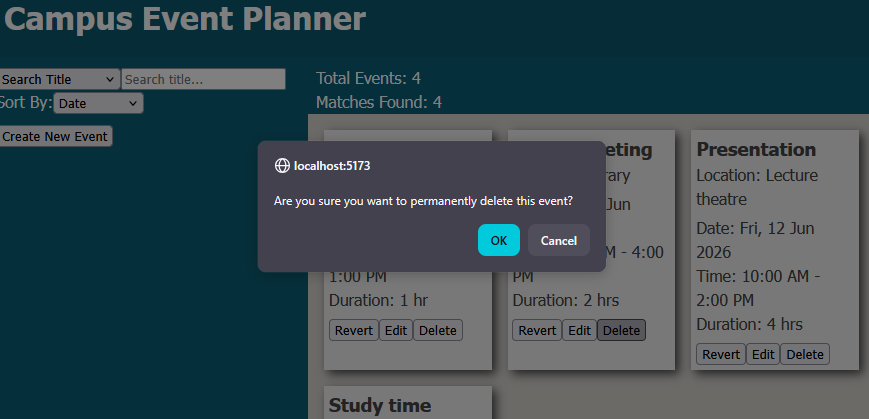 Campus Event Planner
Search Title
Search title...
Sort By:
Date
Create New Event
Total Events: 4
Matches Found: 4
localhost:5173
Are you sure you want to permanently delete this event?
OK
Cancel
1:00 PM
Duration: 1 hr
Revert
Edit
Delete
eting
rary
Jun
M - 4:00
PM
Duration: 2 hrs
Revert
Edit
Delete
Presentation
Location: Lecture
theatre
Date: Fri, 12 Jun
2026
Time: 10:00 AM -
2:00 PM
Duration: 4 hrs
Revert
Edit
Delete
Study time